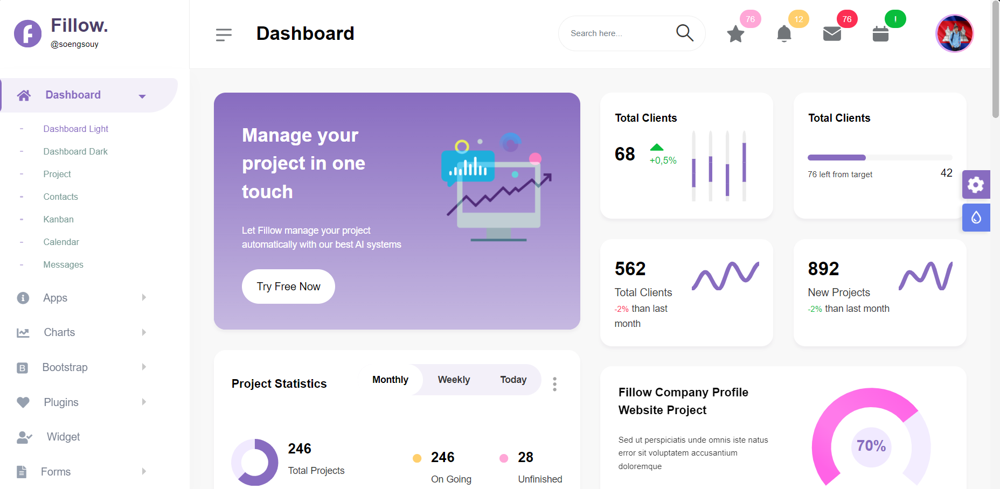 Fillow.
@soengsouy
Dashboard
Search here...
76
12
76
!
Dashboard
Dashboard Light
Dashboard Dark
Project
Contacts
Kanban
Calendar
Messages
Apps
Charts
Bootstrap
Plugins
Widget
Forms
Manage your
project in one
touch
Let Fillow manage your project
automatically with our best AI systems
Try Free Now
Total Clients
68
+0,5%
Total Clients
76 left from target
42
562
Total Clients
-2% than last
month
892
New Projects
-2% than last month
Project Statistics
Monthly
Weekly
Today
246
Total Projects
246
On Going
28
Unfinished
Fillow Company Profile
Website Project
Sed ut perspiciatis unde omnis iste natus
error sit voluptatem accusantium
doloremque
70%